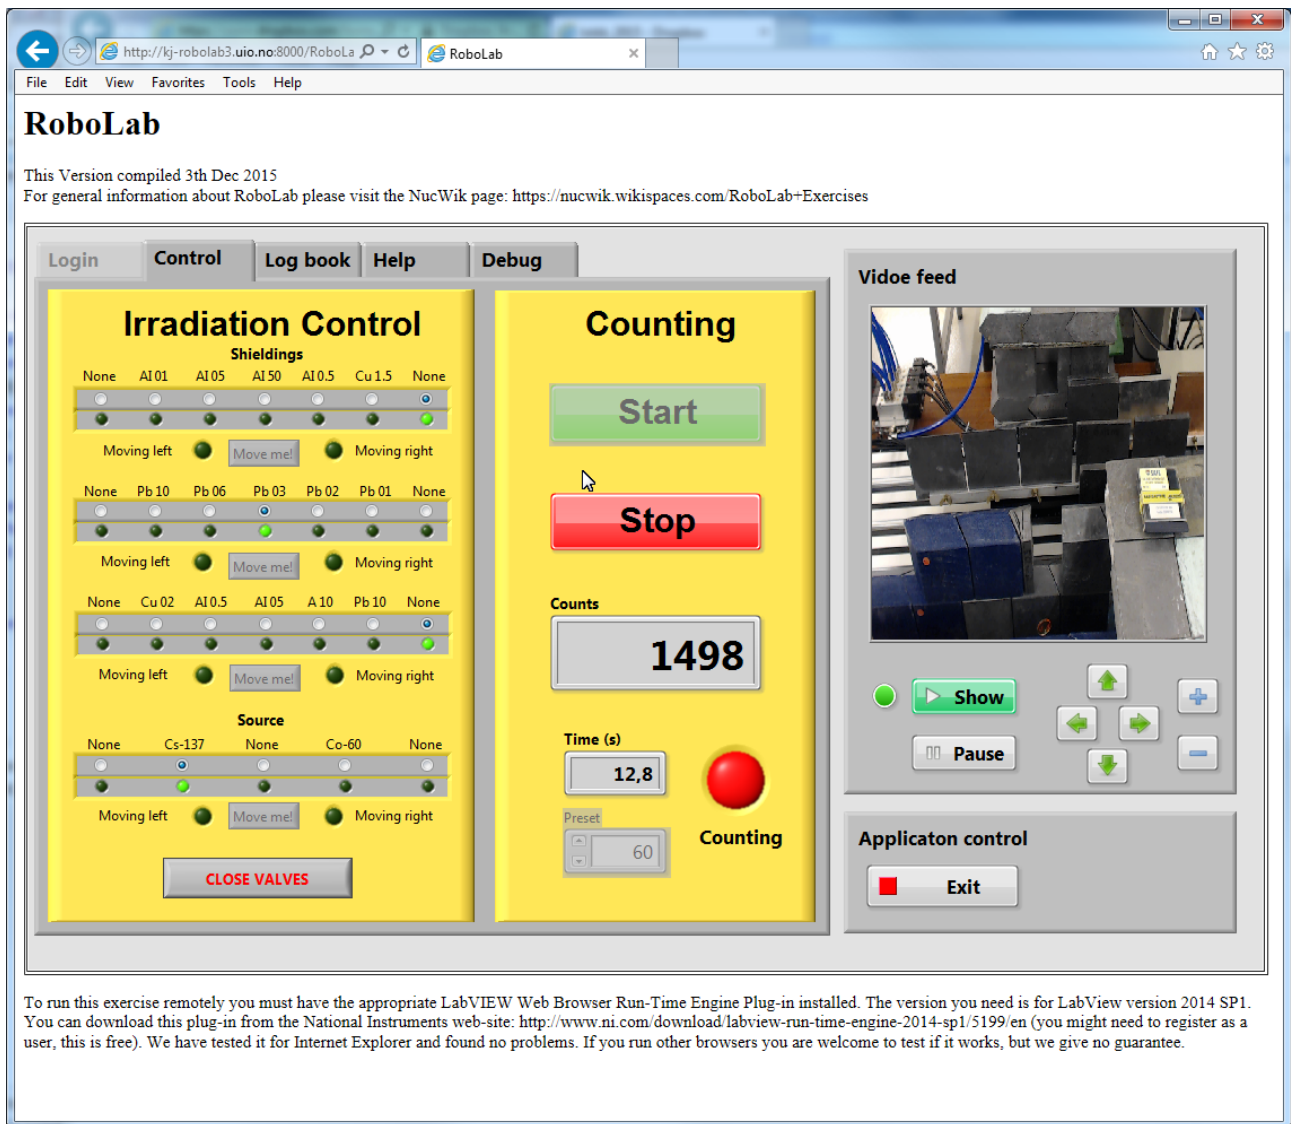 http://kj-robolab3.uio.no:8000/RoboLa
RoboLab
File Edit View Favorites Tools Help
RoboLab
This Version compiled 3th Dec 2015
For general information about RoboLab please visit the NucWik page: https://nucwik.wikispaces.com/RoboLab+Exercises
Login Control Log book Help Debug
Irradiation Control
Shieldings
None Al 01 Al 05 Al 50 Al 0.5 Cu 1.5 None
Moving left Move me! Moving right
None Pb 10 Pb 06 Pb 03 Pb 02 Pb 01 None
Moving left Move me! Moving right
None Cu 02 Al 0.5 Al 05 A 10 Pb 10 None
Moving left Move me! Moving right
Source
None Cs-137 None Co-60 None
Moving left Move me! Moving right
CLOSE VALVES
Counting
Start
Stop
Counts
1498
Time (s)
12,8
Preset
60
Counting
Vidoe feed
Show
Pause
Applicaton control
Exit
To run this exercise remotely you must have the appropriate LabVIEW Web Browser Run-Time Engine Plug-in installed. The version you need is for LabView version 2014 SP1.
You can download this plug-in from the National Instruments web-site: http://www.ni.com/download/labview-run-time-engine-2014-sp1/5199/en (you might need to register as a
user, this is free). We have tested it for Internet Explorer and found no problems. If you run other browsers you are welcome to test if it works, but we give no guarantee.